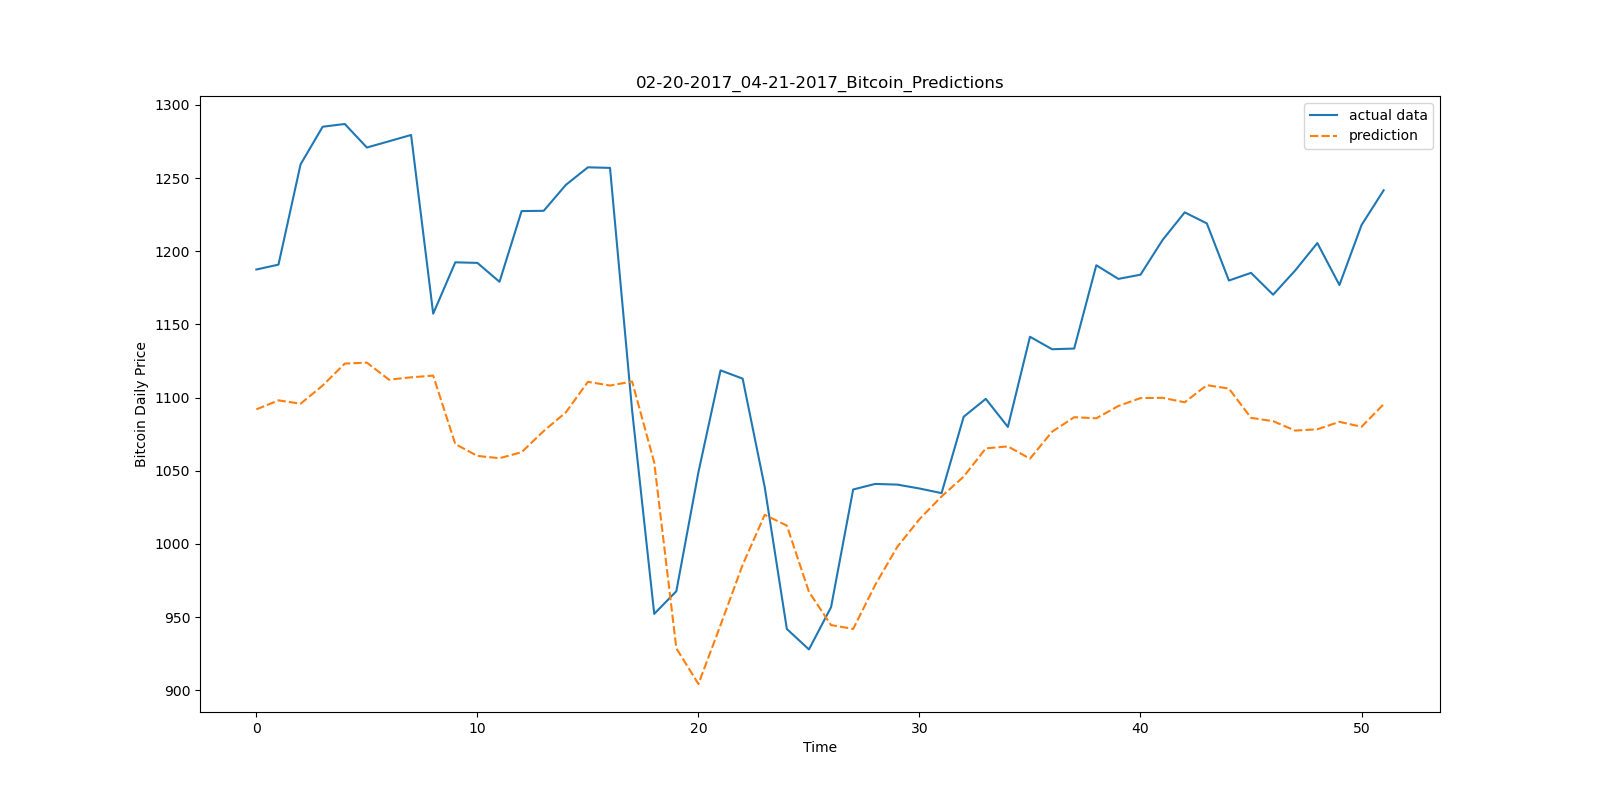 02-20-2017_04-21-2017_Bitcoin_Predictions
actual data
prediction
Bitcoin Daily Price
1300
1250
1200
1150
1100
1050
1000
950
900
0 10 20 30 40 50
Time